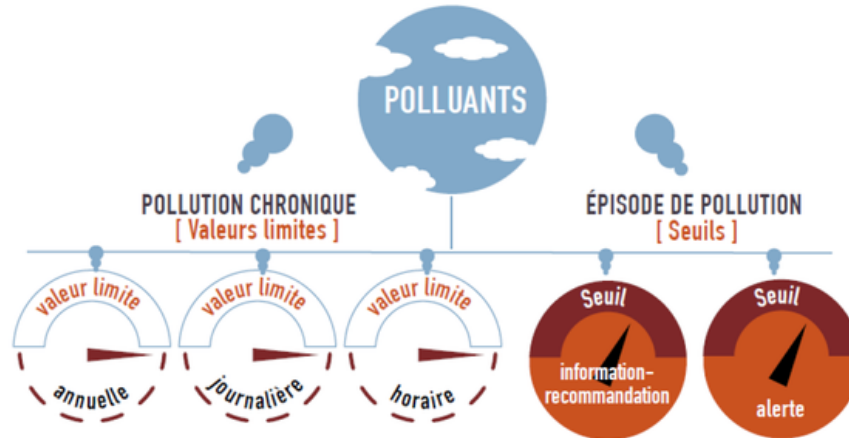 POLLUANTS
POLLUTION CHRONIQUE
[ Valeurs limites ]
ÉPISODE DE POLLUTION
[ Seuils ]
valeur limite
annuelle
valeur limite
journalière
valeur limite
horaire
Seuil
information-
recommandation
Seuil
alerte